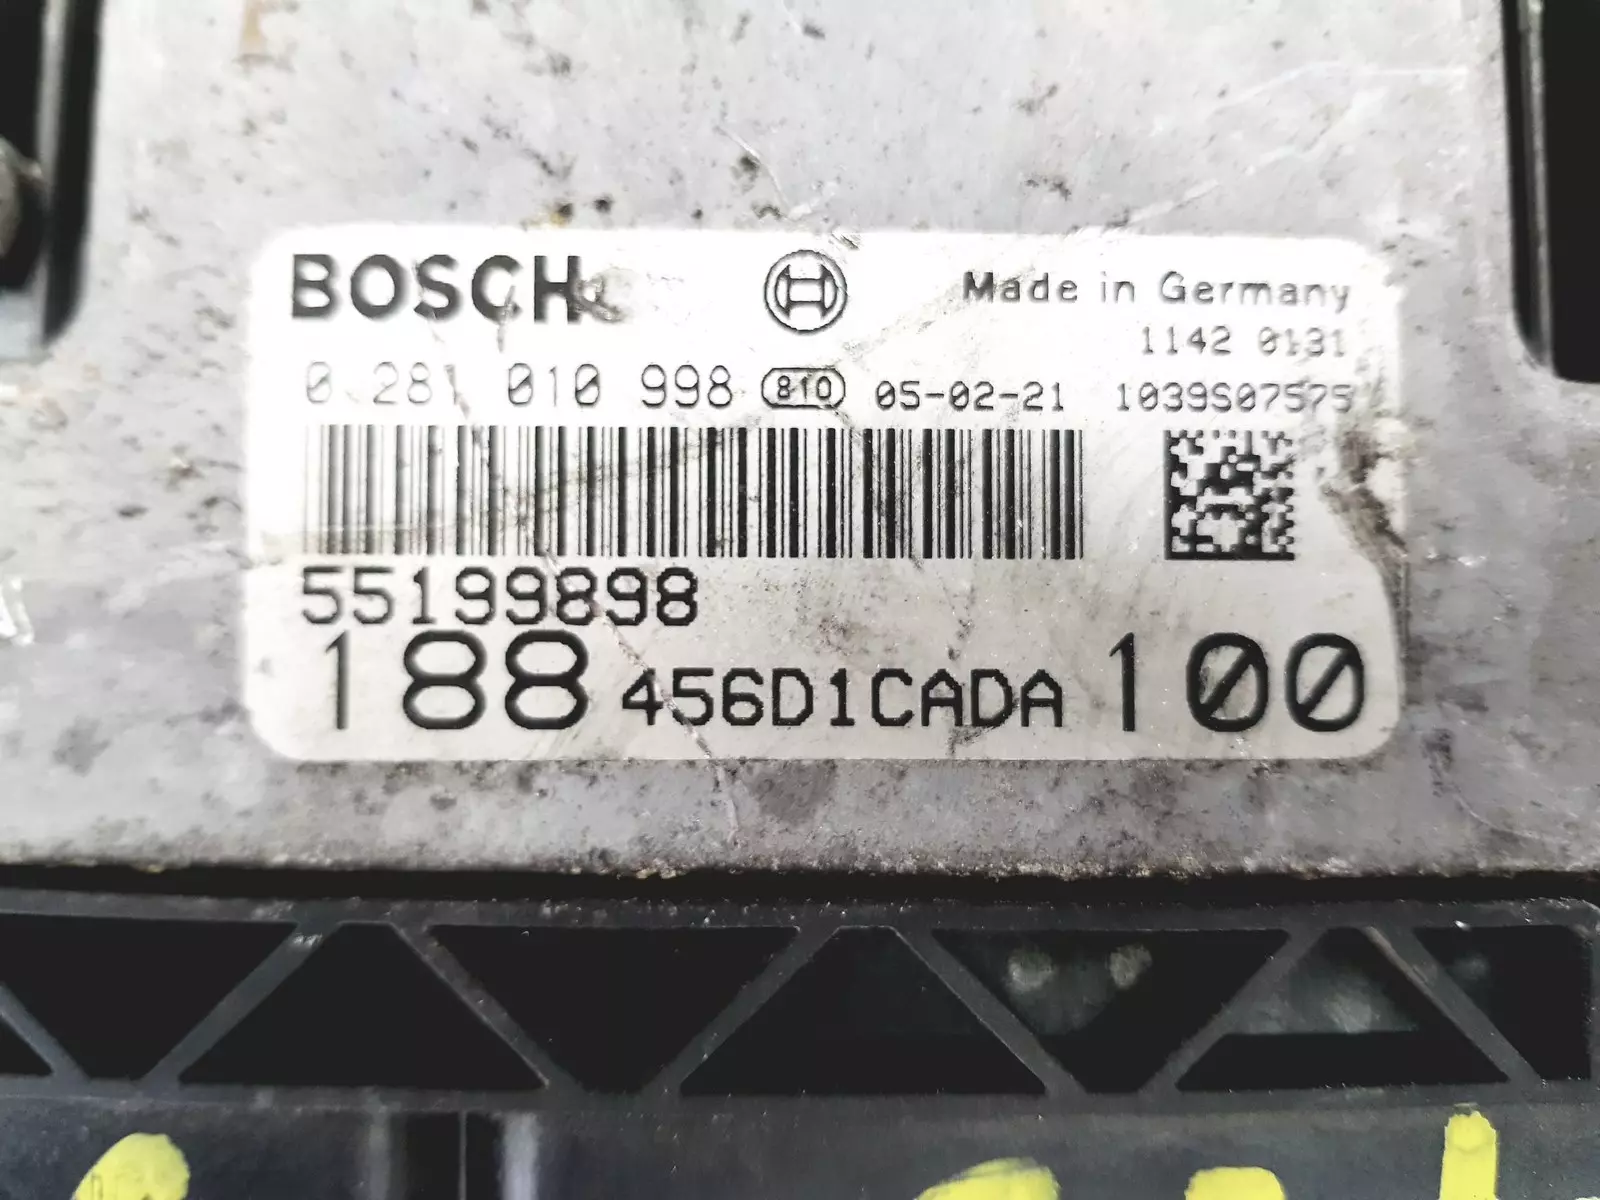 BOSCH Made in Germany
1142 0131
0 281 010 998 810 05-02-21 1039S07575
55199898
188 456D1CADA 100